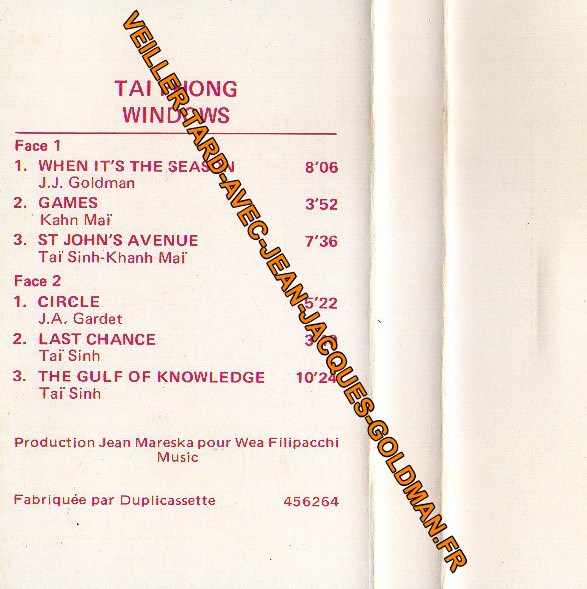 TAI PHONG
WINDOWS
Face 1
1. WHEN IT'S THE SEASON 8'06
J.J. Goldman
2. GAMES 3'52
Kahn Maï
3. ST JOHN'S AVENUE 7'36
Taï Sinh-Khanh Maï
Face 2
1. CIRCLE 5'22
J.A. Gardet
2. LAST CHANCE
Taï Sinh
3. THE GULF OF KNOWLEDGE 10'24
Taï Sinh
Production Jean Mareska pour Wea Filipacchi
Music
Fabriquée par Duplicassette 456264
VEILLER-TARD-AVEC-JEAN-JACQUES-GOLDMAN.FR